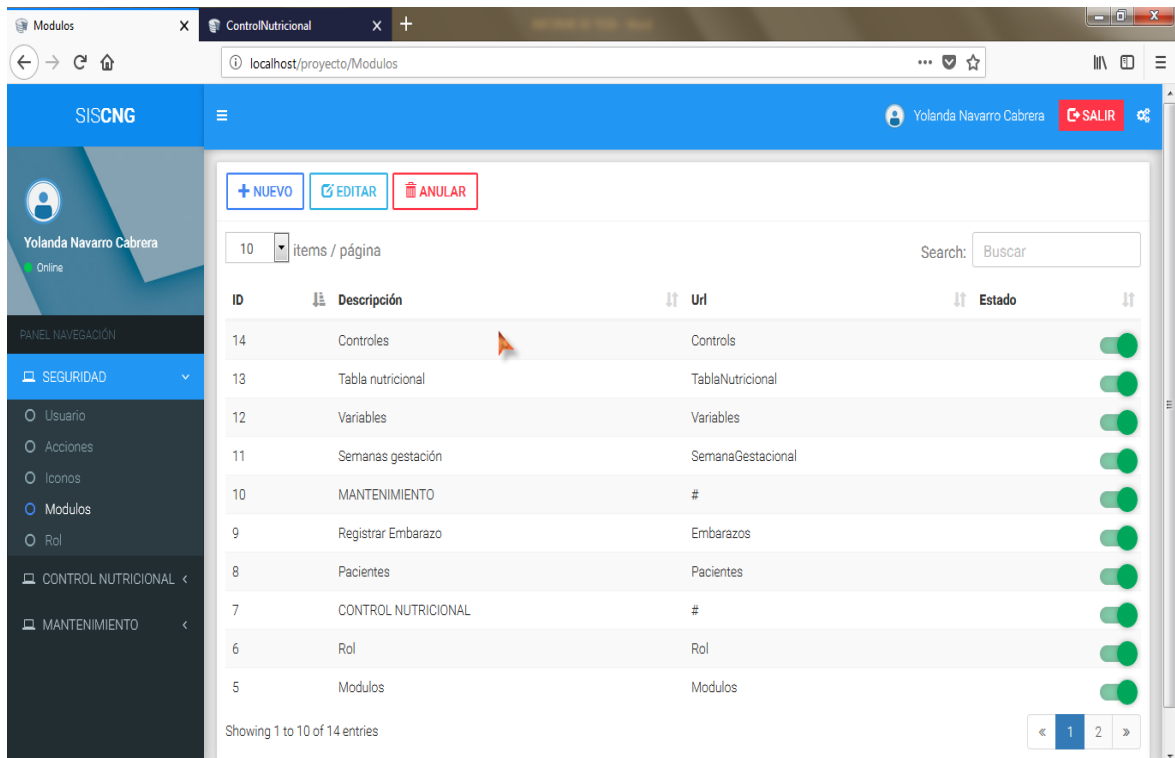 Modulos
ControlNutricional
localhost/proyecto/Modulos
SISCNG
Yolanda Navarro Cabrera
SALIR
Yolanda Navarro Cabrera
Online
PANEL NAVEGACIÓN
SEGURIDAD
Usuario
Acciones
Iconos
Modulos
Rol
CONTROL NUTRICIONAL
MANTENIMIENTO
NUEVO EDITAR ANULAR
10 items / página Search: Buscar
ID Descripción Url Estado
14 Controles Controls
13 Tabla nutricional TablaNutricional
12 Variables Variables
11 Semanas gestación SemanaGestacional
10 MANTENIMIENTO #
9 Registrar Embarazo Embarazos
8 Pacientes Pacientes
7 CONTROL NUTRICIONAL #
6 Rol Rol
5 Modulos Modulos
Showing 1 to 10 of 14 entries « 1 2 »